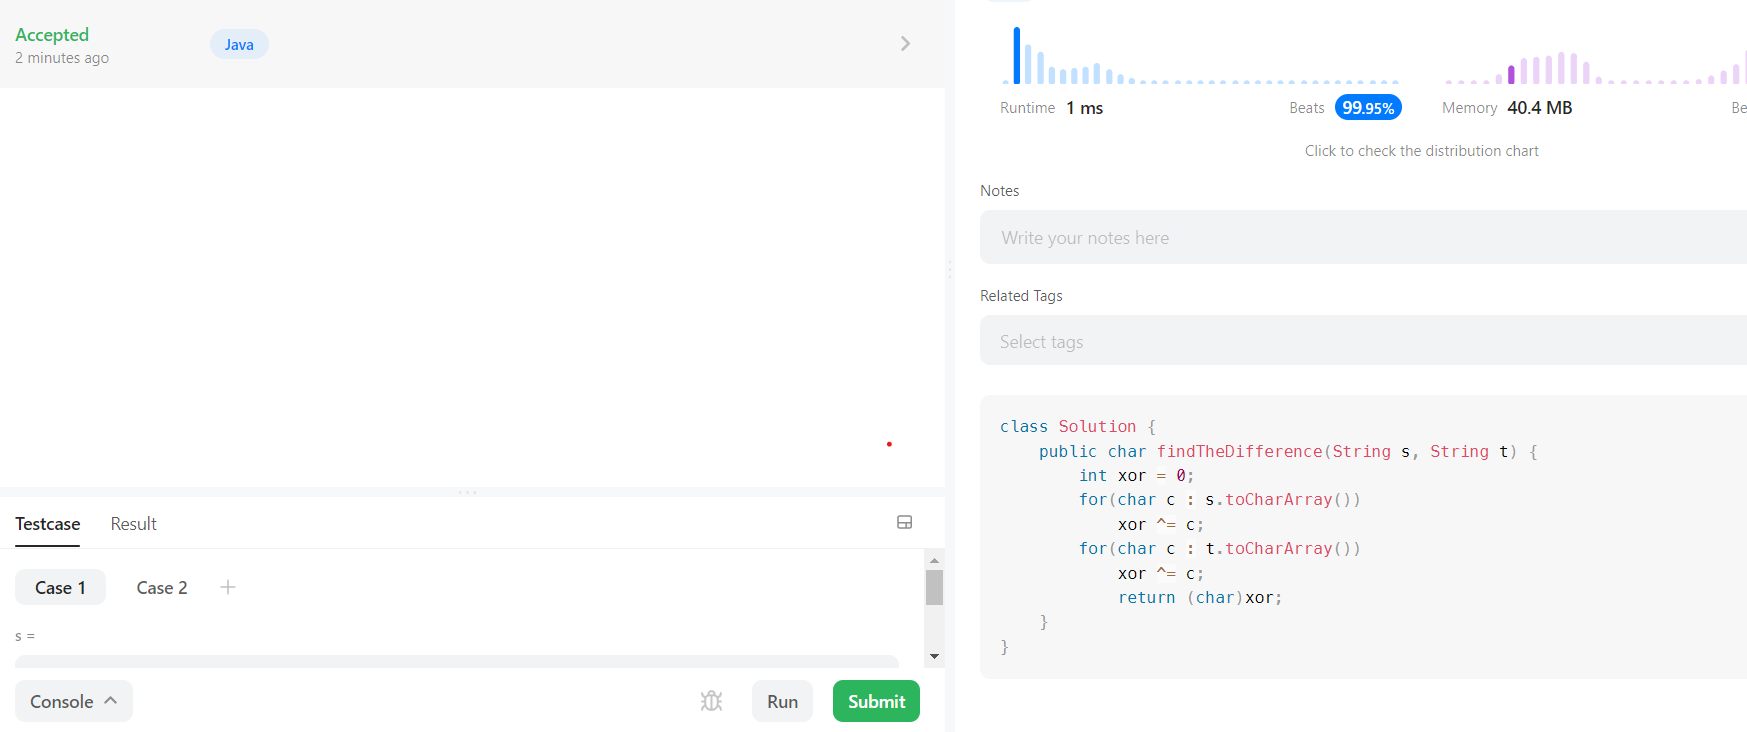 Accepted
2 minutes ago
Java
Testcase
Result
Case 1
Case 2
s =
Console
Run
Submit
Runtime 1 ms
Beats 99.95%
Memory 40.4 MB
Be
Click to check the distribution chart
Notes
Write your notes here
Related Tags
Select tags
class Solution {
    public char findTheDifference(String s, String t) {
        int xor = 0;
        for(char c : s.toCharArray())
            xor ^= c;
        for(char c : t.toCharArray())
            xor ^= c;
            return (char)xor;
    }
}